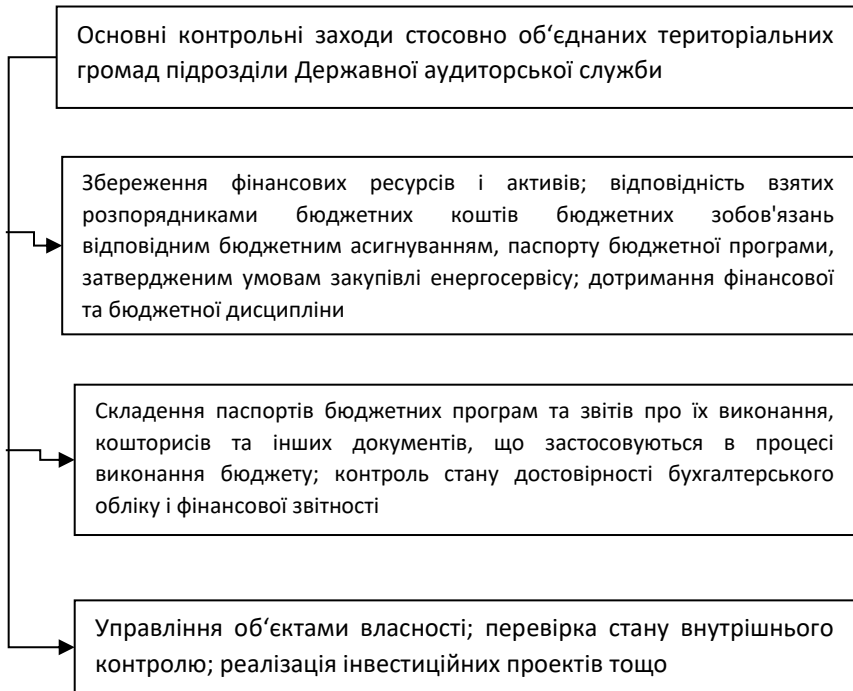 Основні контрольні заходи стосовно об‘єднаних територіальних
громад підрозділи Державної аудиторської служби
Збереження фінансових ресурсів і активів; відповідність взятих
розпорядниками бюджетних коштів бюджетних зобов'язань
відповідним бюджетним асигнуванням, паспорту бюджетної програми,
затвердженим умовам закупівлі енергосервісу; дотримання фінансової
та бюджетної дисципліни
Складення паспортів бюджетних програм та звітів про їх виконання,
кошторисів та інших документів, що застосовуються в процесі
виконання бюджету; контроль стану достовірності бухгалтерського
обліку і фінансової звітності
Управління об‘єктами власності; перевірка стану внутрішнього
контролю; реалізація інвестиційних проектів тощо